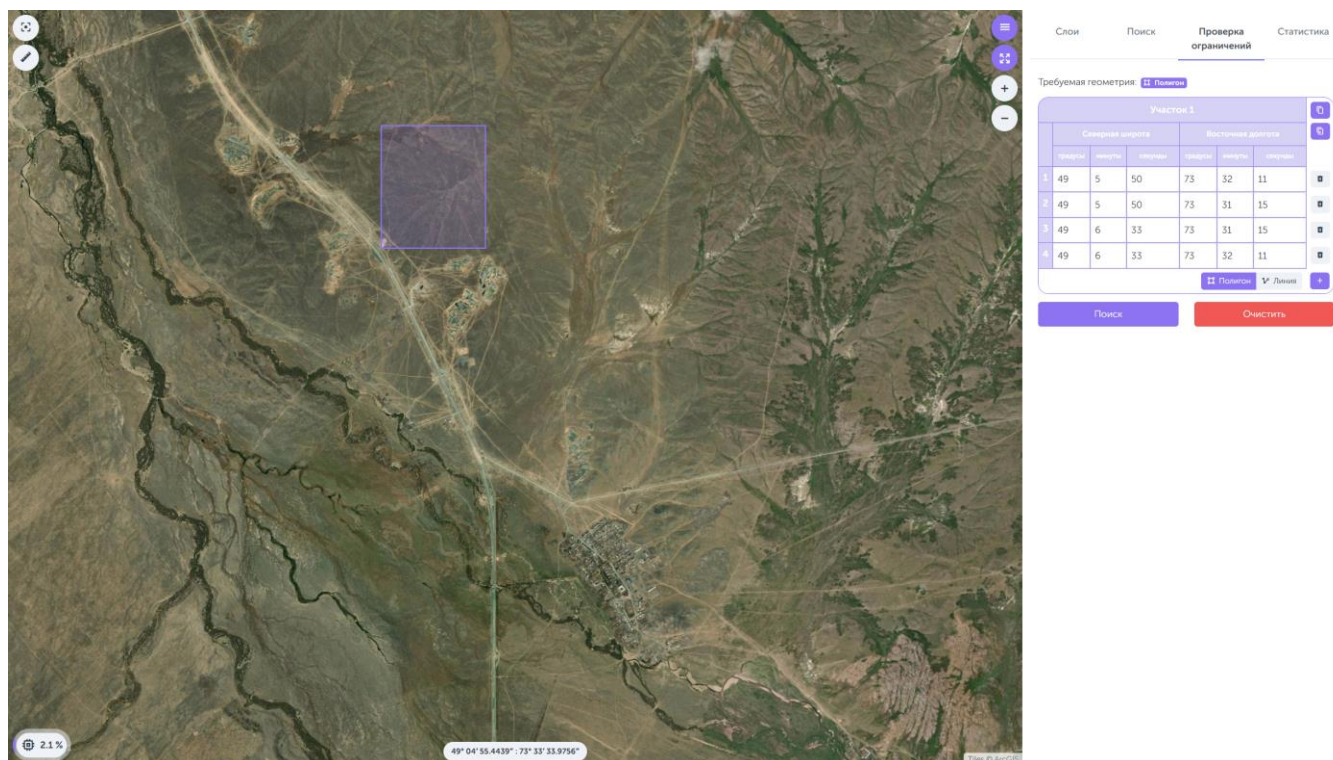 Слои Поиск Проверка ограничений Статистика
Требуемая геометрия: Полигон
Участок 1
Северная широта Восточная долгота
градусы минуты секунды градусы минуты секунды
1 49 5 50 73 32 11
2 49 5 50 73 31 15
3 49 6 33 73 31 15
4 49 6 33 73 32 11
Полигон Линия +
Поиск Очистить
+
−
2.1 %
49° 04' 55.4439" : 73° 33' 33.9756"
Tiles © ArcGIS